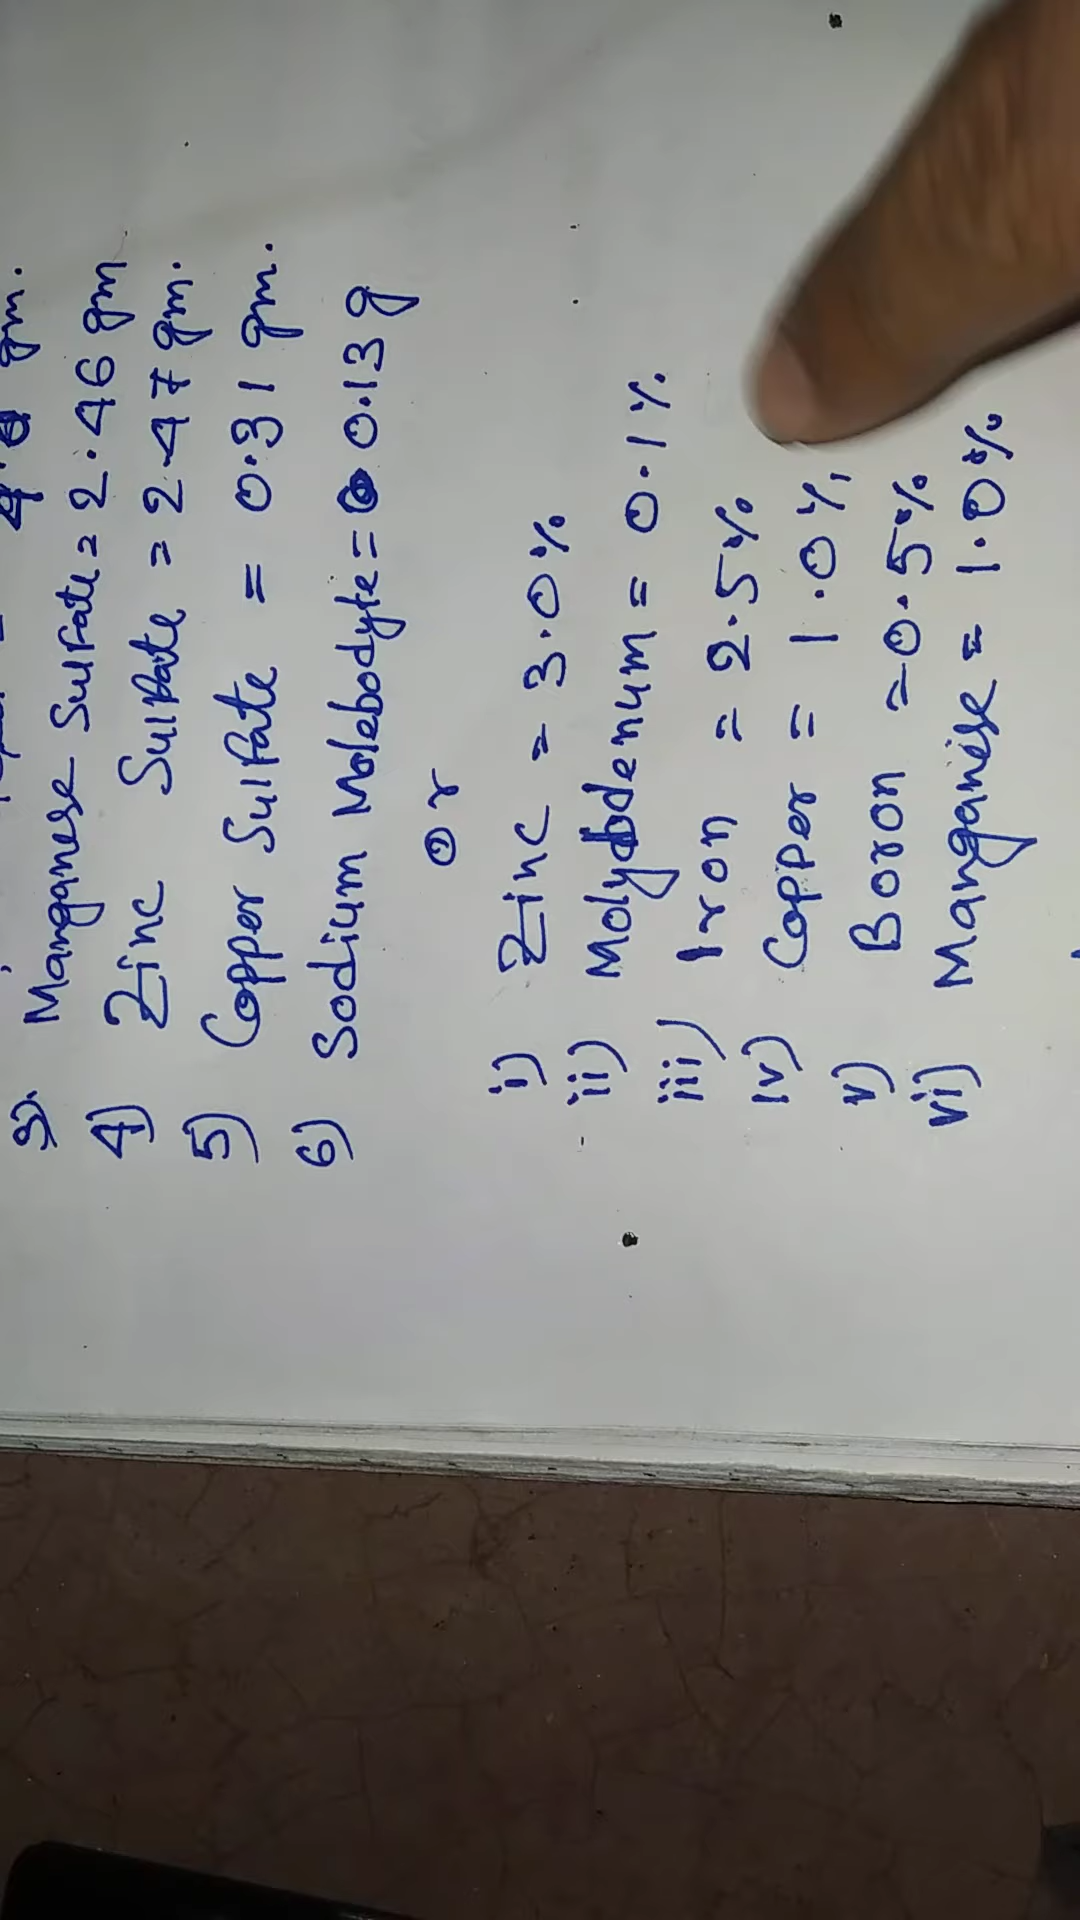 gm.
3). Manganese Sulfate = 2.46 gm
4) Zinc Sulfate = 2.47 gm.
5) Copper Sulfate = 0.31 gm.
6) Sodium Molebodyte = 0.13 g
or
i) Zinc = 3.0%
ii) Molybdenum = 0.1%
iii) Iron = 2.5%
iv) Copper = 1.0%
v) Boron = 0.5%
vi) Manganise = 1.0%